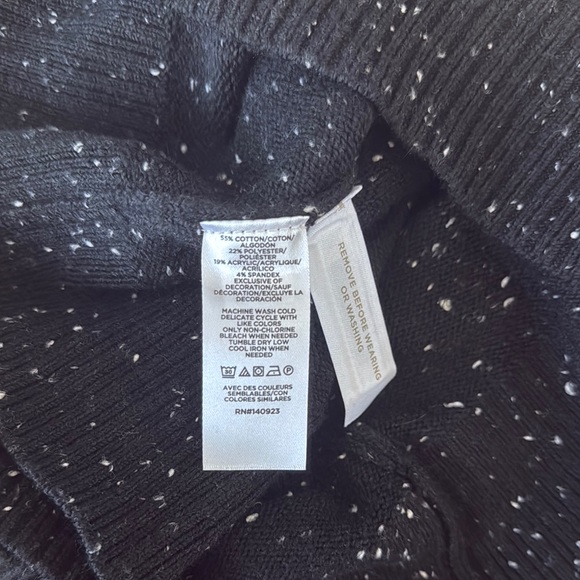 55% COTTON/COTON/
ALGODÓN
22% POLYESTER/
POLIÉSTER
19% ACRYLIC/ACRYLIQUE/
ACRÍLICO
4% SPANDEX
EXCLUSIVE OF
DECORATION/SAUF
DÉCORATION/EXCLUYE LA
DECORACIÓN
MACHINE WASH COLD
DELICATE CYCLE WITH
LIKE COLORS
ONLY NON-CHLORINE
BLEACH WHEN NEEDED
TUMBLE DRY LOW
COOL IRON WHEN
NEEDED
AVEC DES COULEURS
SEMBLABLES/CON
COLORES SIMILARES
RN#140923
REMOVE BEFORE WEARING
OR WASHING